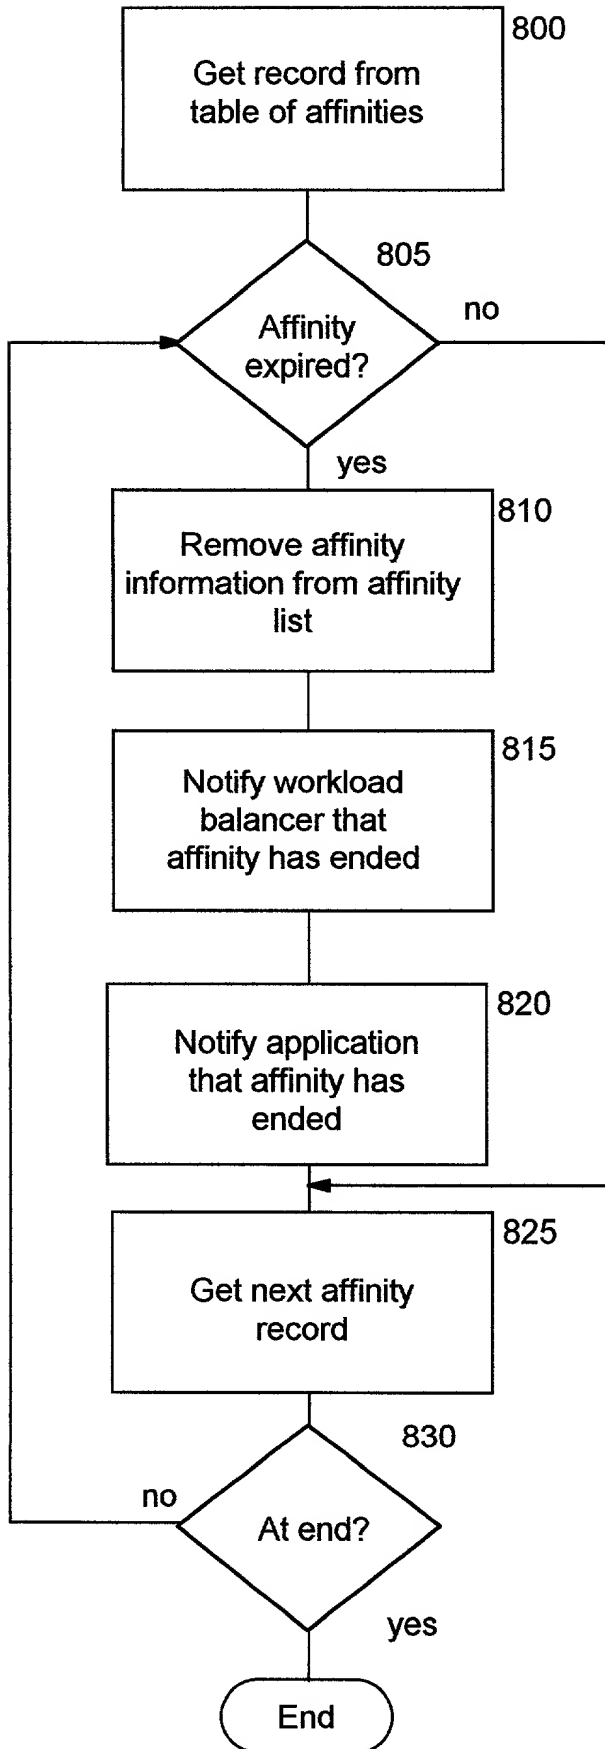 800
Get record from
table of affinities
805
no
Affinity
expired?
yes
810
Remove affinity
information from affinity
list
815
Notify workload
balancer that
affinity has ended
820
Notify application
that affinity has
ended
825
Get next affinity
record
830
no
At end?
yes
End